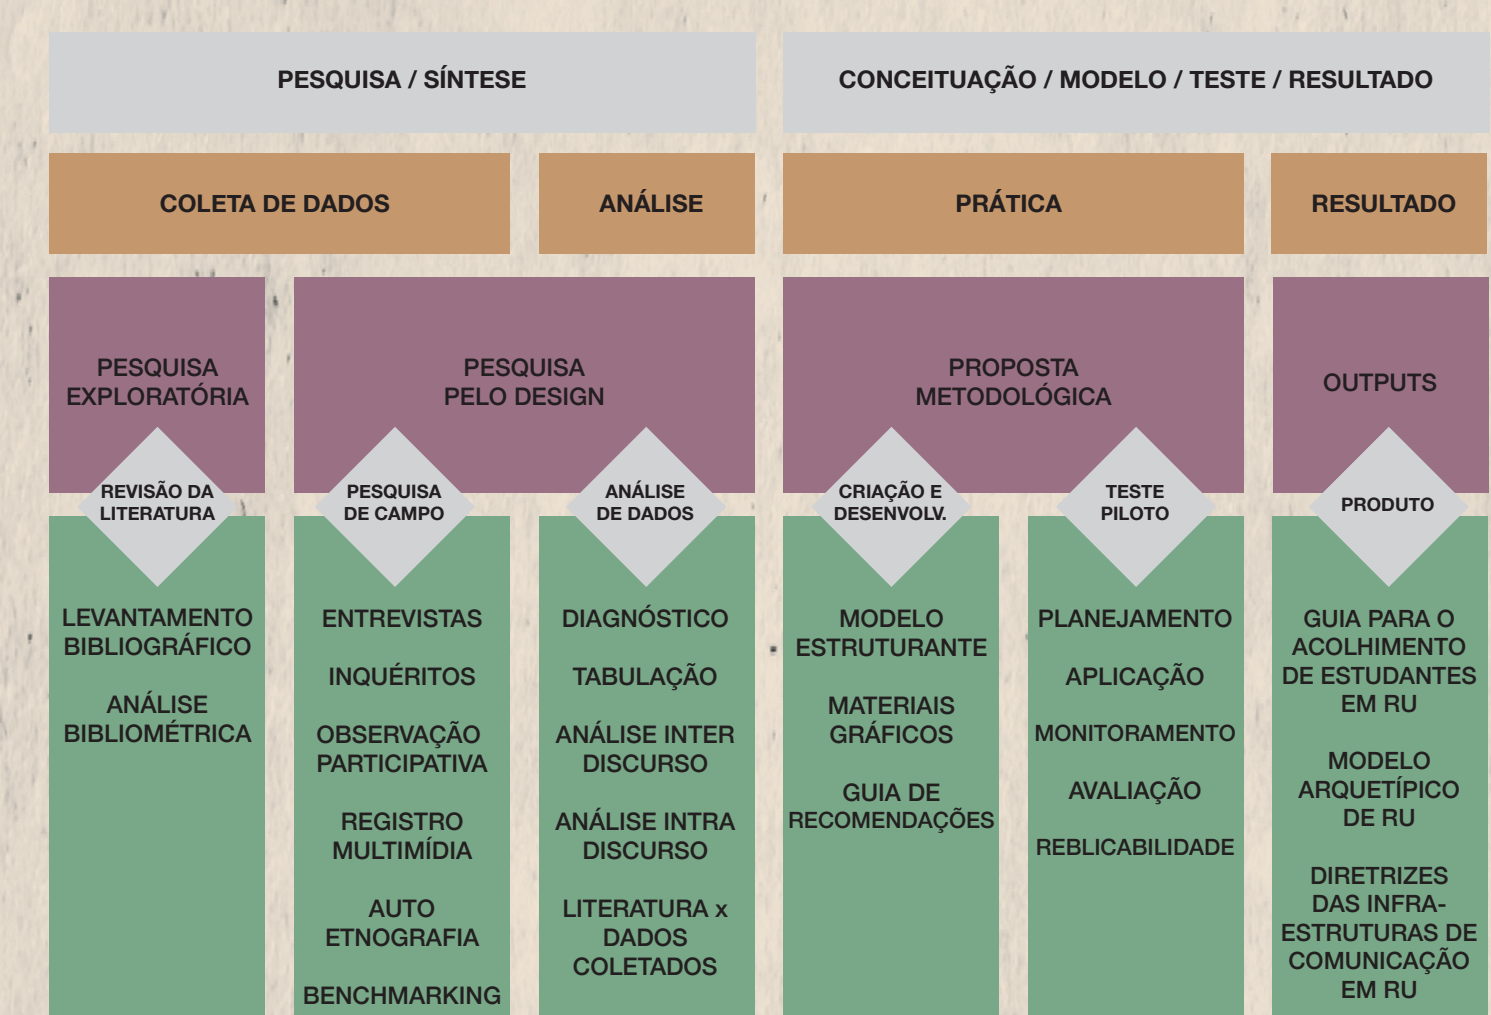 PESQUISA / SÍNTESE
CONCEITUAÇÃO / MODELO / TESTE / RESULTADO
COLETA DE DADOS
ANÁLISE
PRÁTICA
RESULTADO
PESQUISA
EXPLORATÓRIA
PESQUISA
PELO DESIGN
PROPOSTA
METODOLÓGICA
OUTPUTS
REVISÃO DA
LITERATURA
PESQUISA
DE CAMPO
ANÁLISE
DE DADOS
CRIAÇÃO E
DESENVOLV.
TESTE
PILOTO
PRODUTO
LEVANTAMENTO
BIBLIOGRÁFICO
ANÁLISE
BIBLIOMÉTRICA
ENTREVISTAS
INQUÉRITOS
OBSERVAÇÃO
PARTICIPATIVA
REGISTRO
MULTIMÍDIA
AUTO
ETNOGRAFIA
BENCHMARKING
DIAGNÓSTICO
TABULAÇÃO
ANÁLISE INTER
DISCURSO
ANÁLISE INTRA
DISCURSO
LITERATURA x
DADOS
COLETADOS
MODELO
ESTRUTURANTE
MATERIAIS
GRÁFICOS
GUIA DE
RECOMENDAÇÕES
PLANEJAMENTO
APLICAÇÃO
MONITORAMENTO
AVALIAÇÃO
REBLICABILIDADE
GUIA PARA O
ACOLHIMENTO
DE ESTUDANTES
EM RU
MODELO
ARQUETÍPICO
DE RU
DIRETRIZES
DAS INFRA-
ESTRUTURAS DE
COMUNICAÇÃO
EM RU